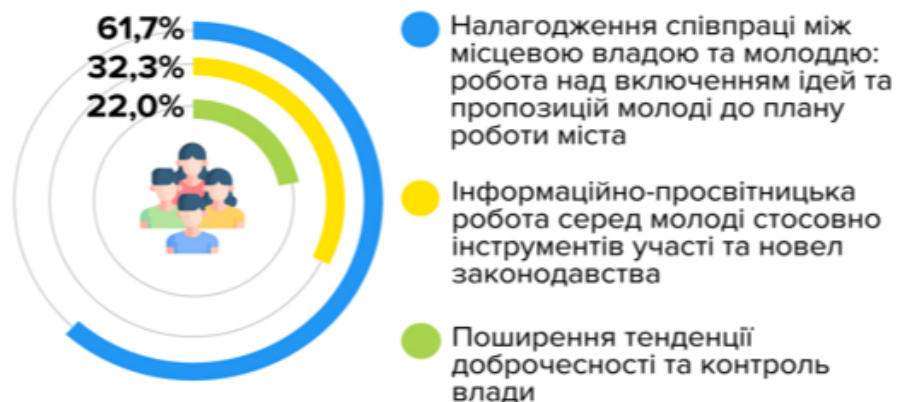 61,7%
32,3%
22,0%
Налагодження співпраці між
місцевою владою та молоддю:
робота над включенням ідей та
пропозицій молоді до плану
роботи міста
Інформаційно-просвітницька
робота серед молоді стосовно
інструментів участі та новел
законодавства
Поширення тенденції
доброчесності та контроль
влади